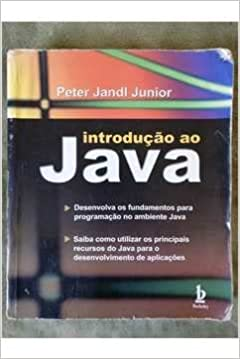 Peter Jandl Junior
introdução ao
Java
Desenvolva os fundamentos para
programação no ambiente Java
Saiba como utilizar os principais
recursos do Java para o
desenvolvimento de aplicações
b
Berkeley